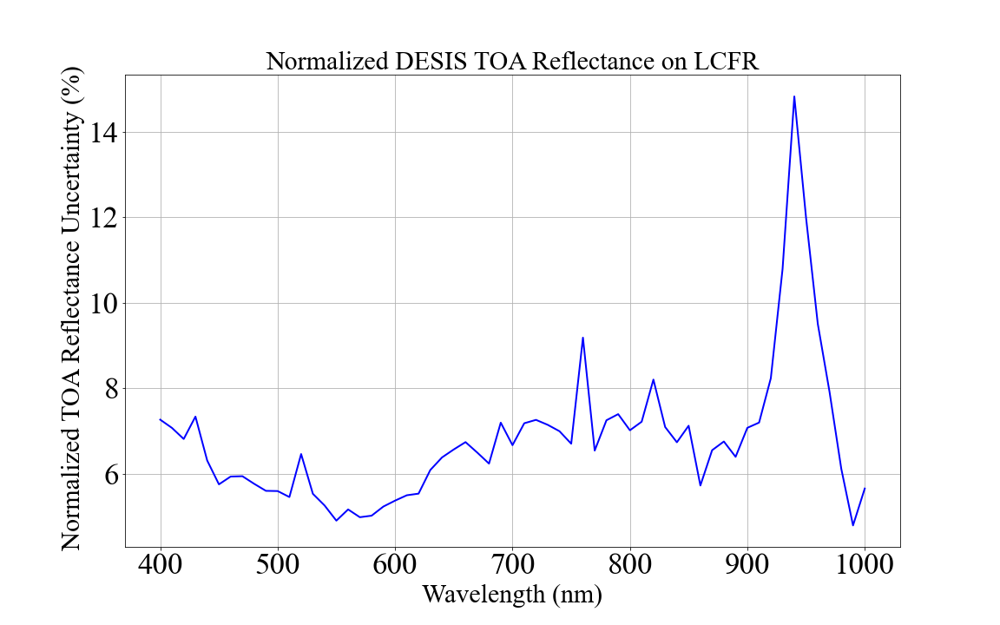 Normalized DESIS TOA Reflectance on LCFR
Normalized TOA Reflectance Uncertainty (%)
14
12
10
8
6
400 500 600 700 800 900 1000
Wavelength (nm)